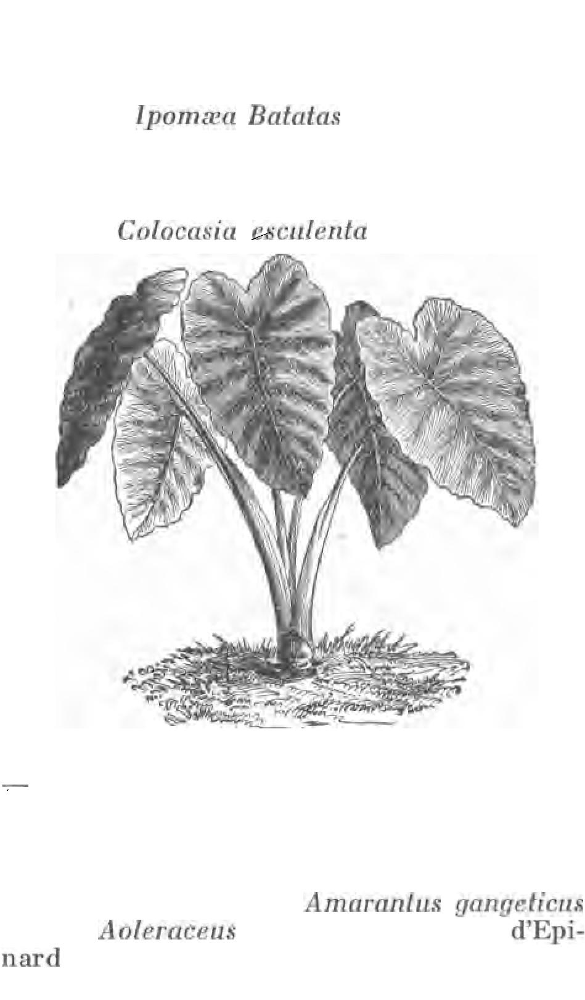 Ipomæa Batatas
Colocasia esculenta
—
Amarantus gangeticus
Aoleraceus d'Epi-
nard